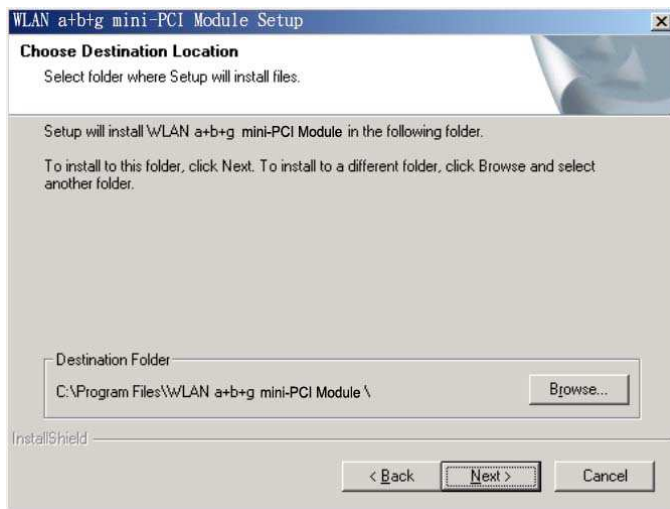 WLAN a+b+g mini-PCI Module Setup
Choose Destination Location
Select folder where Setup will install files.
Setup will install WLAN a+b+g mini-PCI Module in the following folder.
To install to this folder, click Next. To install to a different folder, click Browse and select
another folder.
Destination Folder
C:\Program Files\WLAN a+b+g mini-PCI Module \
Browse...
InstallShield
< Back
Next >
Cancel